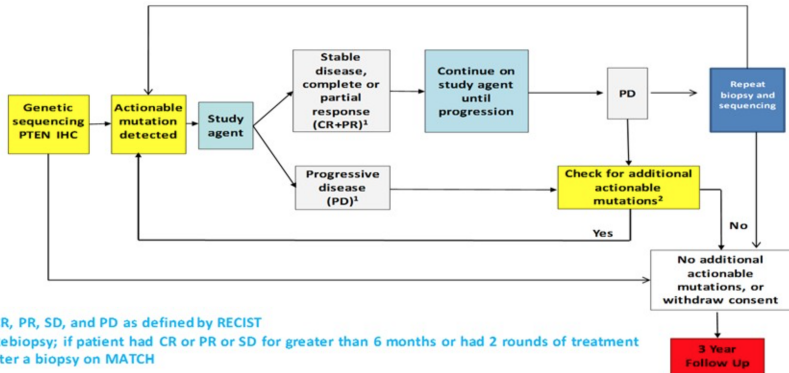 Genetic
sequencing
PTEN IHC
Actionable
mutation
detected
Study
agent
Stable
disease,
complete or
partial
response
(CR+PR)¹
Continue on
study agent
until
progression
PD
Repeat
biopsy and
sequencing
Progressive
disease
(PD)¹
Check for additional
actionable
mutations²
Yes
No
No additional
actionable
mutations, or
withdraw consent
3 Year
Follow Up
R, PR, SD, and PD as defined by RECIST
ebiopsy; if patient had CR or PR or SD for greater than 6 months or had 2 rounds of treatment
ter a biopsy on MATCH